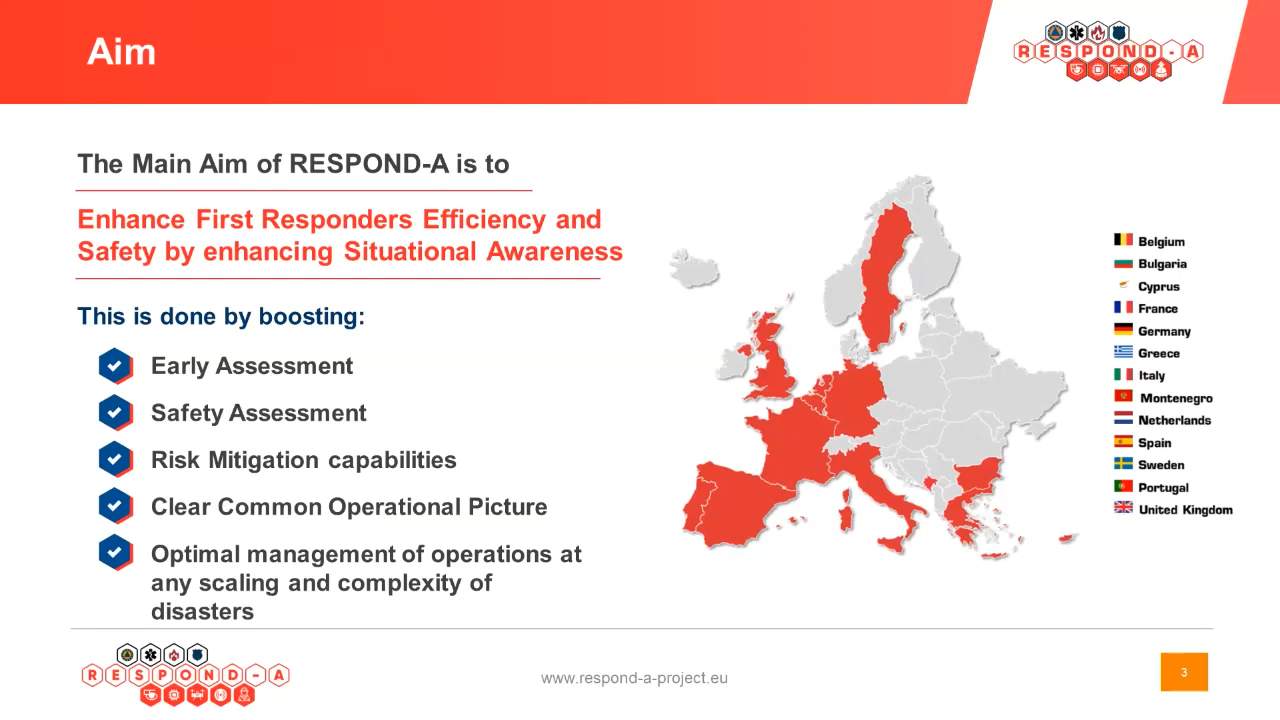 Aim
RESPOND-A
The Main Aim of RESPOND-A is to
Enhance First Responders Efficiency and
Safety by enhancing Situational Awareness
This is done by boosting:
Early Assessment
Safety Assessment
Risk Mitigation capabilities
Clear Common Operational Picture
Optimal management of operations at
any scaling and complexity of
disasters
Belgium
Bulgaria
Cyprus
France
Germany
Greece
Italy
Montenegro
Netherlands
Spain
Sweden
Portugal
United Kingdom
RESPOND-A
www.respond-a-project.eu
3